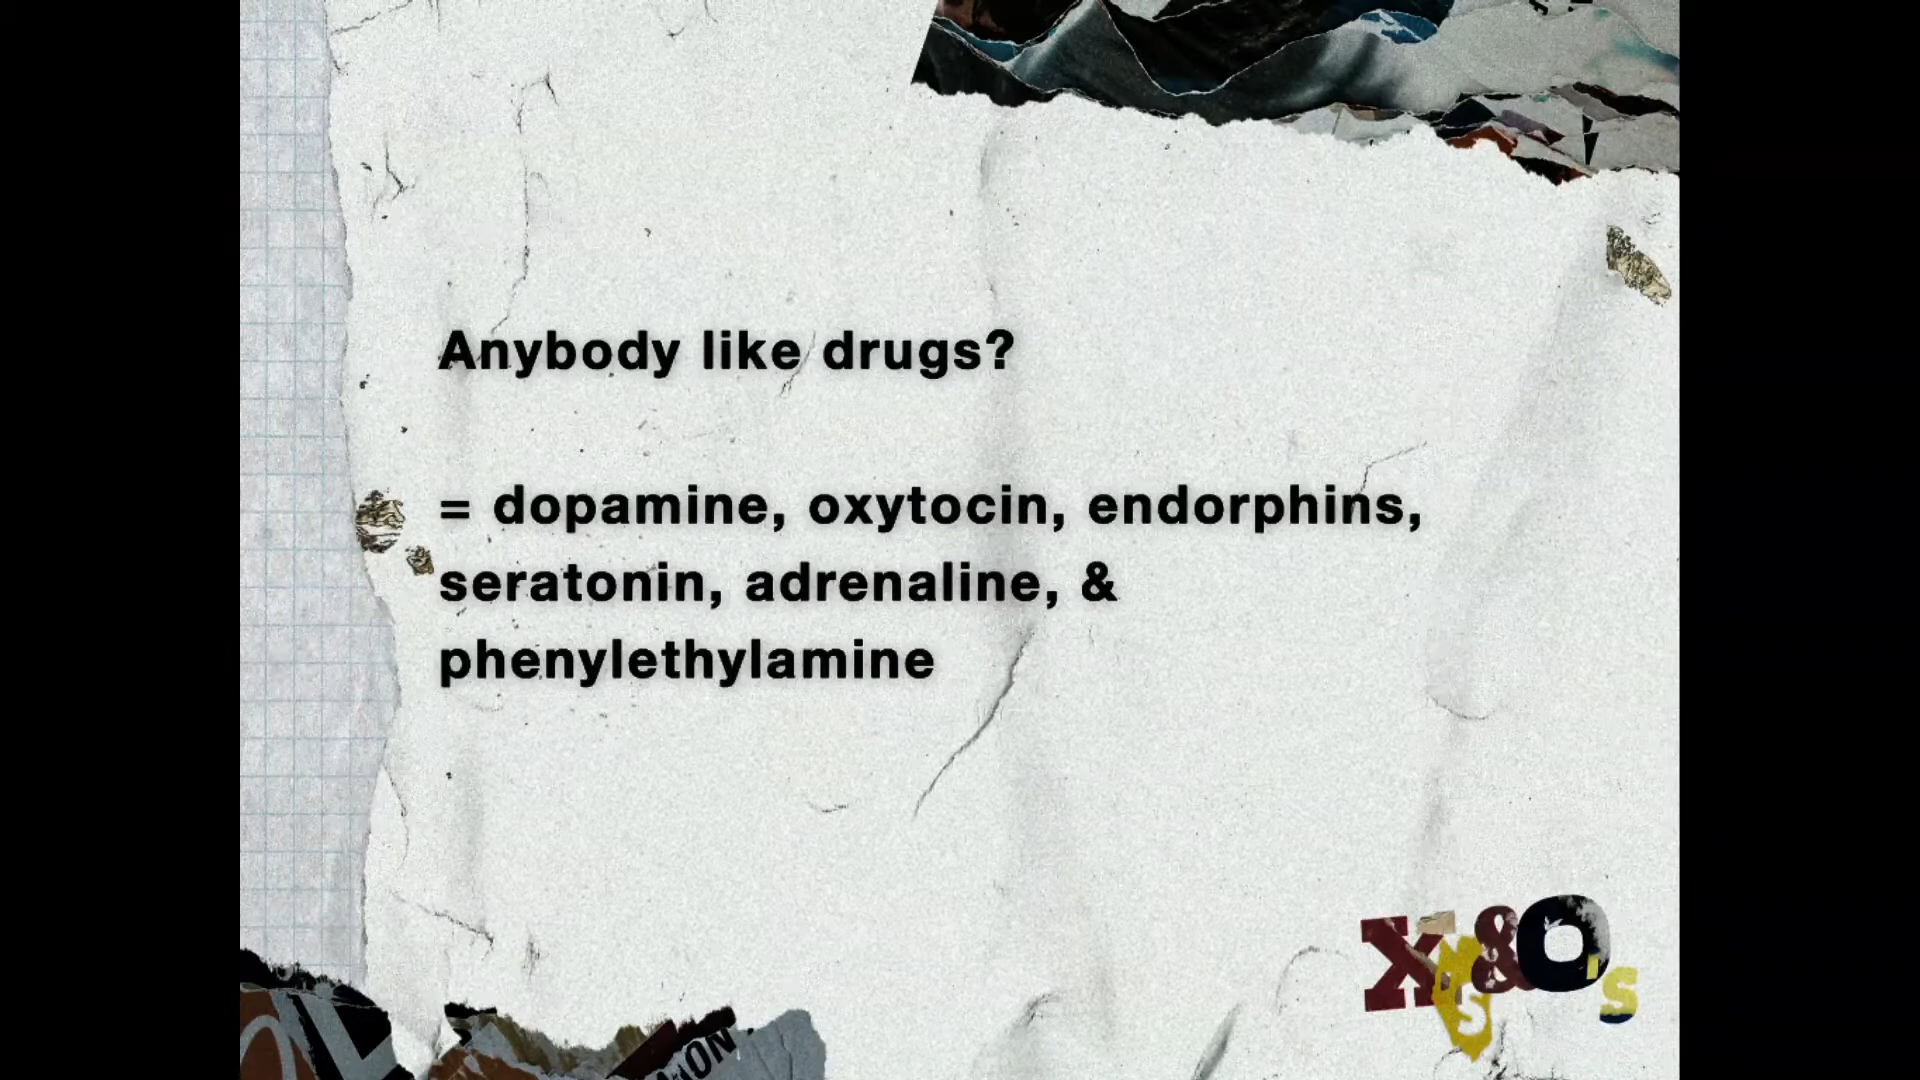 Anybody like drugs?
= dopamine, oxytocin, endorphins,
seratonin, adrenaline, &
phenylethylamine
X's & O's